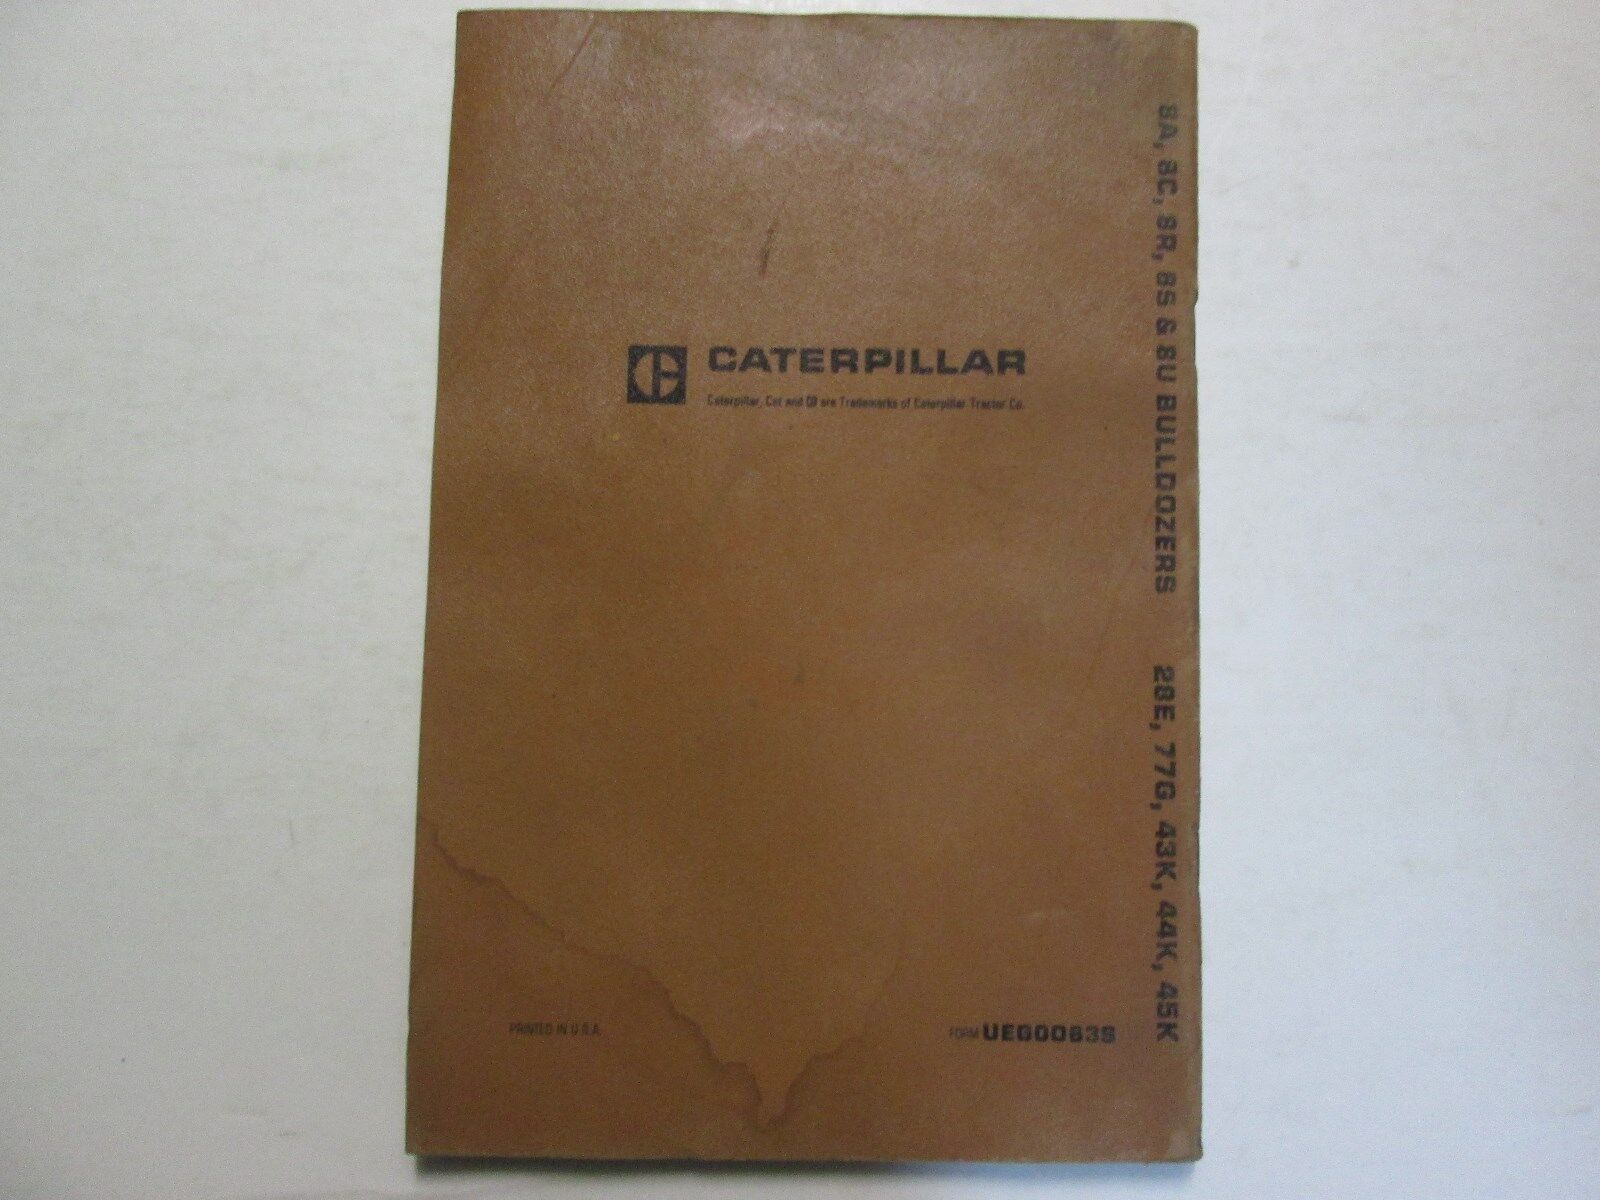 CATERPILLAR
Caterpillar, Cat and C are Trademarks of Caterpillar Tractor Co.
PRINTED IN U.S.A.
FORM UEG0063S
8A, 8C, 8R, 8S & 8U BULLDOZERS 28E, 77G, 43K, 44K, 45K